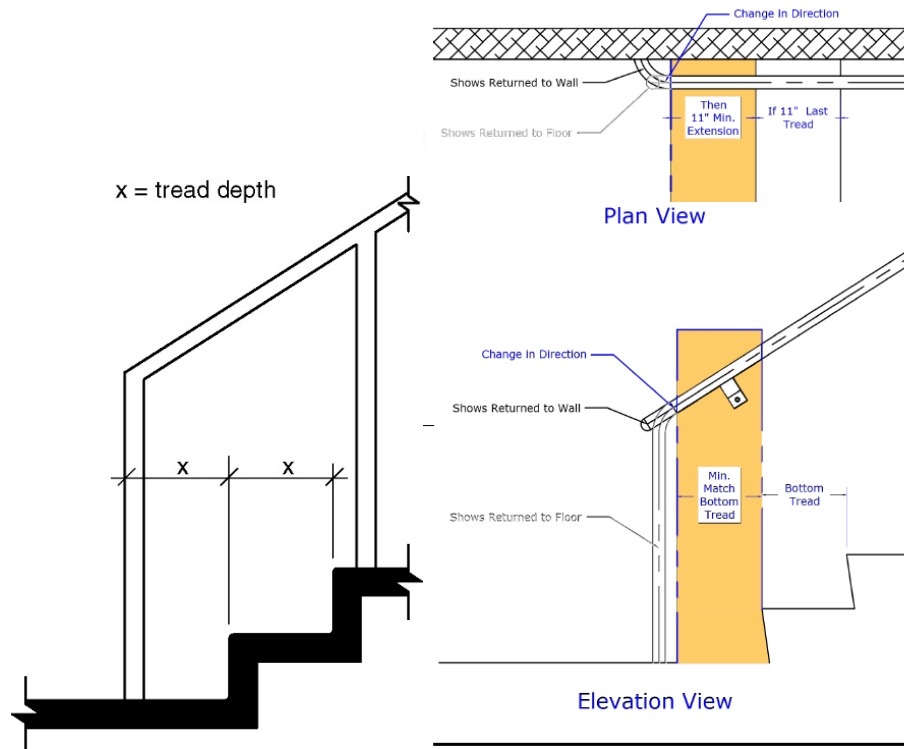 x = tread depth
x
x
Change in Direction
Shows Returned to Wall
Shows Returned to Floor
Then
11" Min.
Extension
If 11" Last
Tread
Plan View
Change in Direction
Shows Returned to Wall
Shows Returned to Floor
Min.
Match
Bottom
Tread
Bottom
Tread
Elevation View